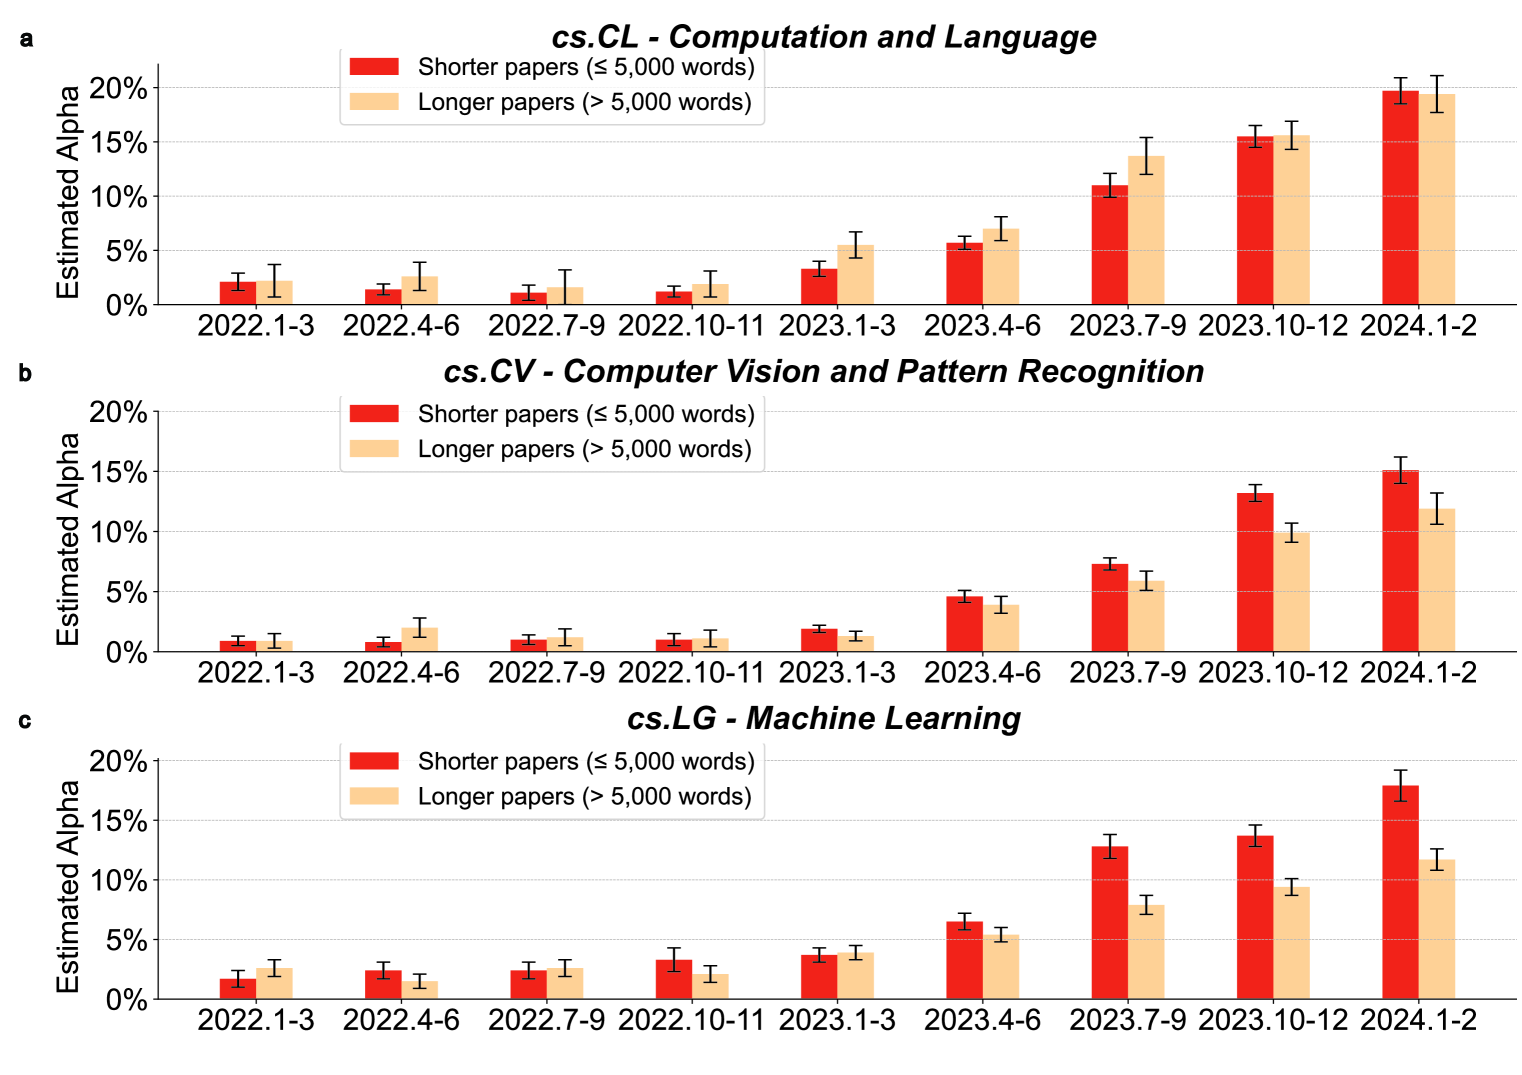 a
cs.CL - Computation and Language
Shorter papers (≤ 5,000 words)
Longer papers (> 5,000 words)
Estimated Alpha
20%
15%
10%
5%
0%
2022.1-3 2022.4-6 2022.7-9 2022.10-11 2023.1-3 2023.4-6 2023.7-9 2023.10-12 2024.1-2
b
cs.CV - Computer Vision and Pattern Recognition
Shorter papers (≤ 5,000 words)
Longer papers (> 5,000 words)
Estimated Alpha
20%
15%
10%
5%
0%
2022.1-3 2022.4-6 2022.7-9 2022.10-11 2023.1-3 2023.4-6 2023.7-9 2023.10-12 2024.1-2
c
cs.LG - Machine Learning
Shorter papers (≤ 5,000 words)
Longer papers (> 5,000 words)
Estimated Alpha
20%
15%
10%
5%
0%
2022.1-3 2022.4-6 2022.7-9 2022.10-11 2023.1-3 2023.4-6 2023.7-9 2023.10-12 2024.1-2